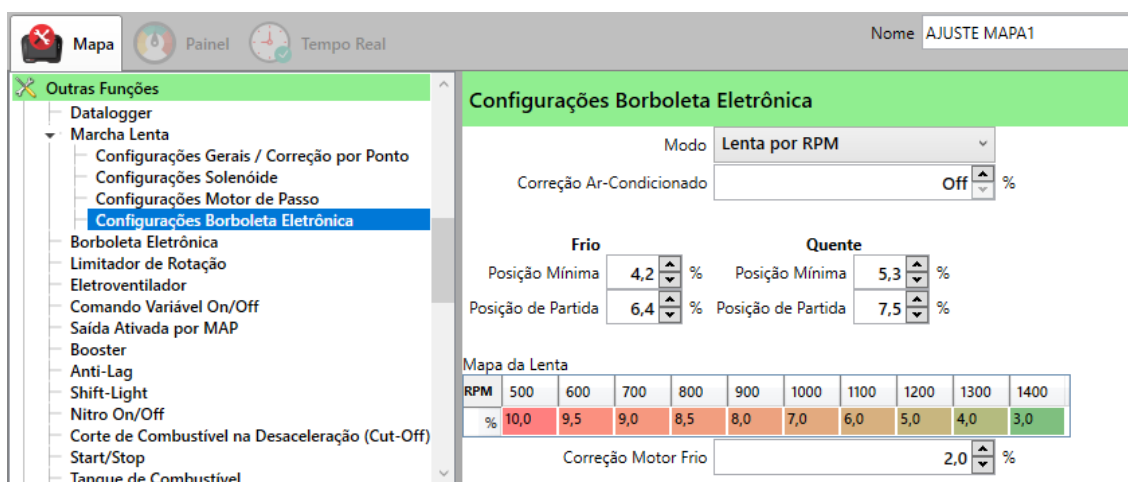 Mapa Painel Tempo Real Nome AJUSTE MAPA1
Outras Funções
Datalogger
Marcha Lenta
Configurações Gerais / Correção por Ponto
Configurações Solenóide
Configurações Motor de Passo
Configurações Borboleta Eletrônica
Borboleta Eletrônica
Limitador de Rotação
Eletroventilador
Comando Variável On/Off
Saída Ativada por MAP
Booster
Anti-Lag
Shift-Light
Nitro On/Off
Corte de Combustível na Desaceleração (Cut-Off)
Start/Stop
Tanque de Combustível
Configurações Borboleta Eletrônica
Modo Lenta por RPM
Correção Ar-Condicionado Off %
Frio Quente
Posição Mínima 4,2 % Posição Mínima 5,3 %
Posição de Partida 6,4 % Posição de Partida 7,5 %
Mapa da Lenta
RPM 500 600 700 800 900 1000 1100 1200 1300 1400
% 10,0 9,5 9,0 8,5 8,0 7,0 6,0 5,0 4,0 3,0
Correção Motor Frio 2,0 %